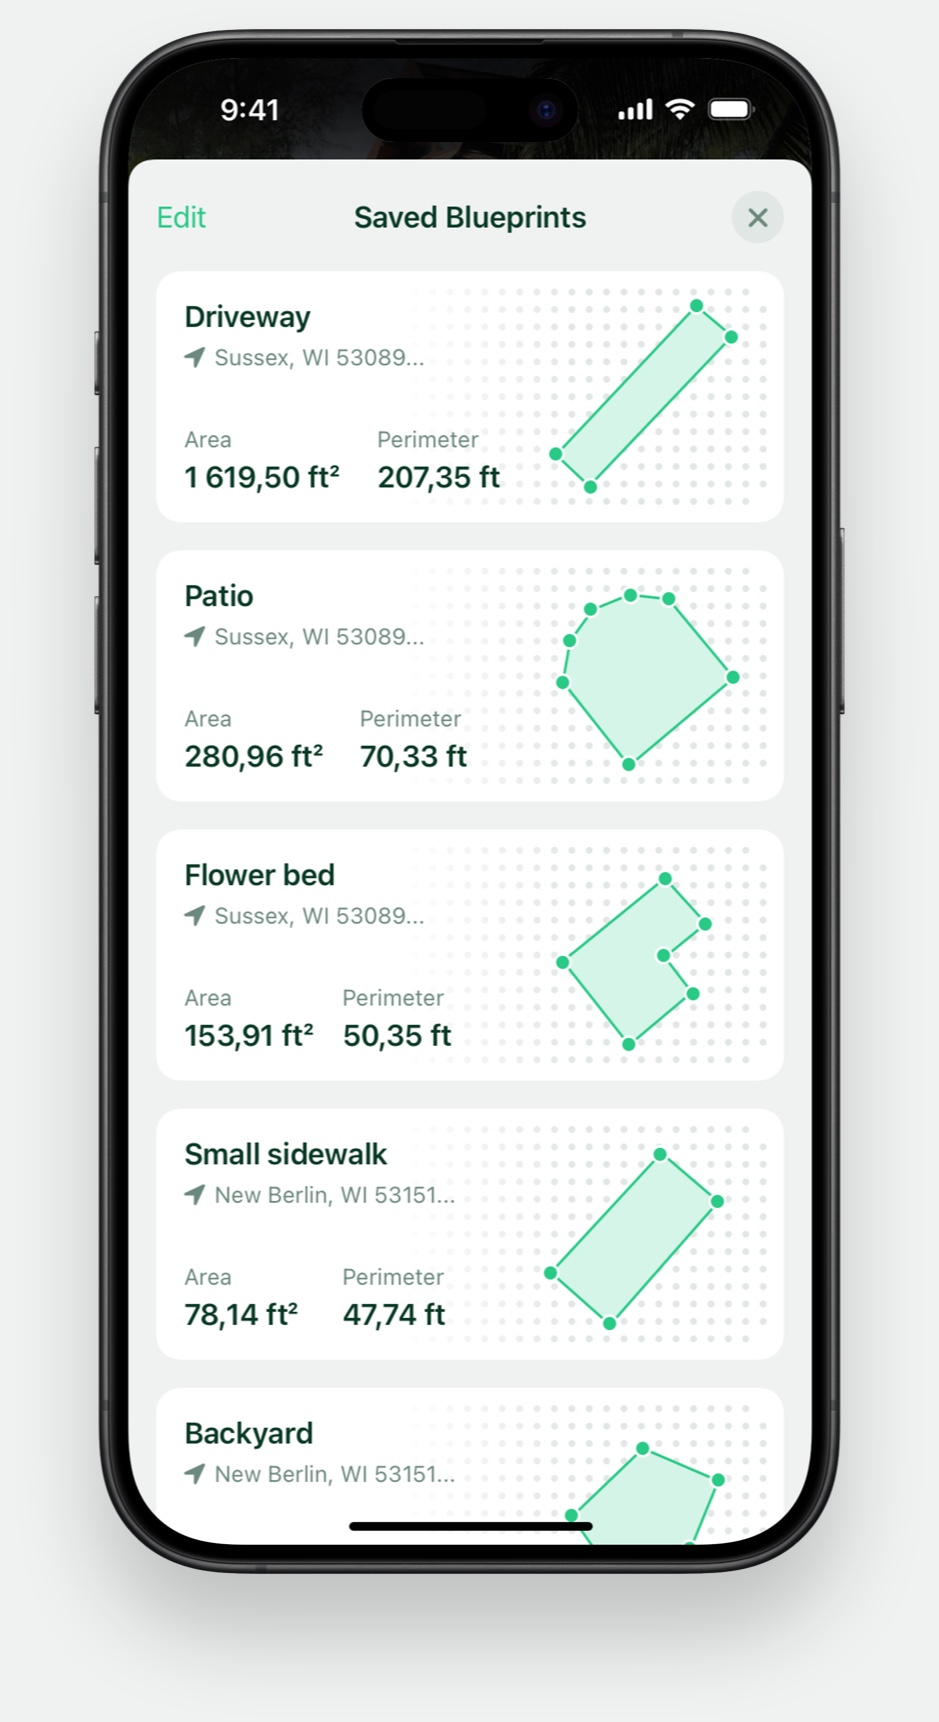 9:41
Edit Saved Blueprints
Driveway
Sussex, WI 53089...
Area Perimeter
1 619,50 ft² 207,35 ft
Patio
Sussex, WI 53089...
Area Perimeter
280,96 ft² 70,33 ft
Flower bed
Sussex, WI 53089...
Area Perimeter
153,91 ft² 50,35 ft
Small sidewalk
New Berlin, WI 53151...
Area Perimeter
78,14 ft² 47,74 ft
Backyard
New Berlin, WI 53151...